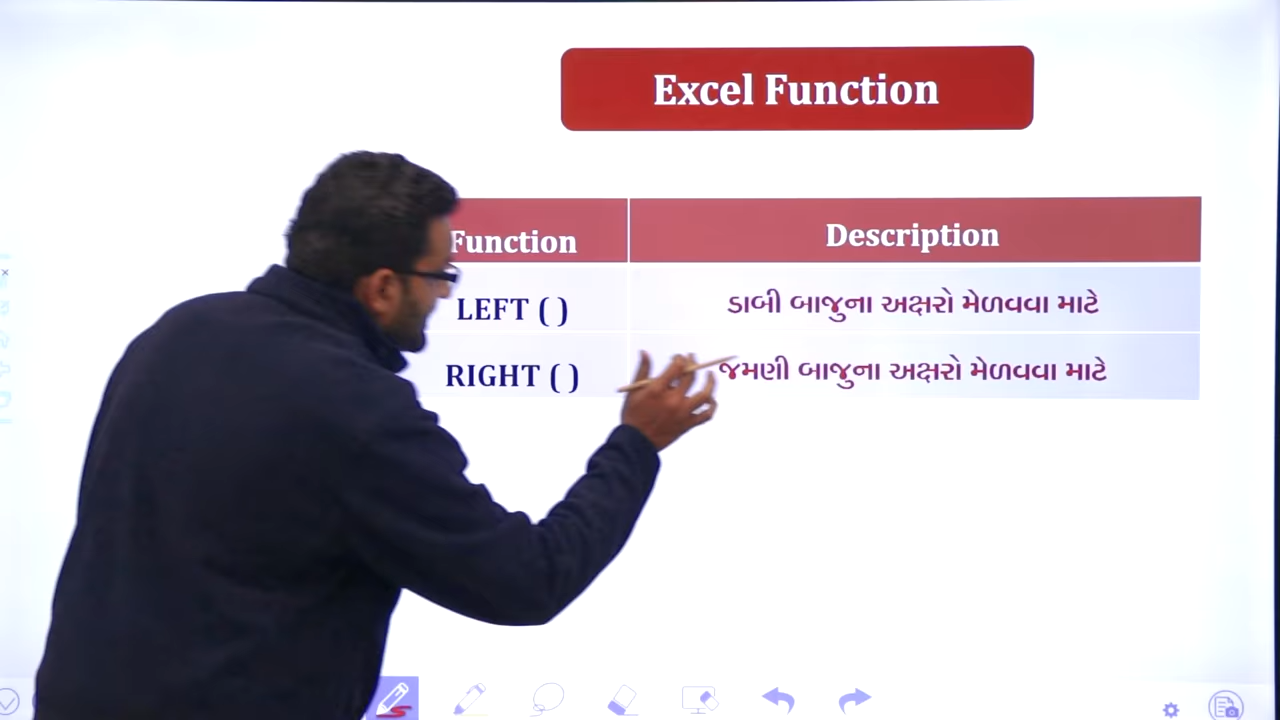 Excel Function
Function Description
LEFT ( ) ડાબી બાજુના અક્ષરો મેળવવા માટે
RIGHT ( ) જમણી બાજુના અક્ષરો મેળવવા માટે